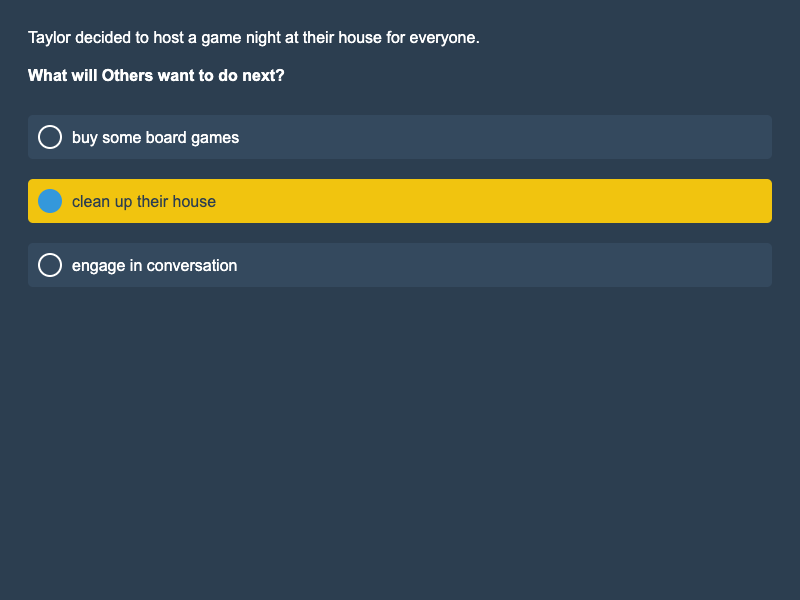 Taylor decided to host a game night at their house for everyone.
What will Others want to do next?
buy some board games
clean up their house
engage in conversation